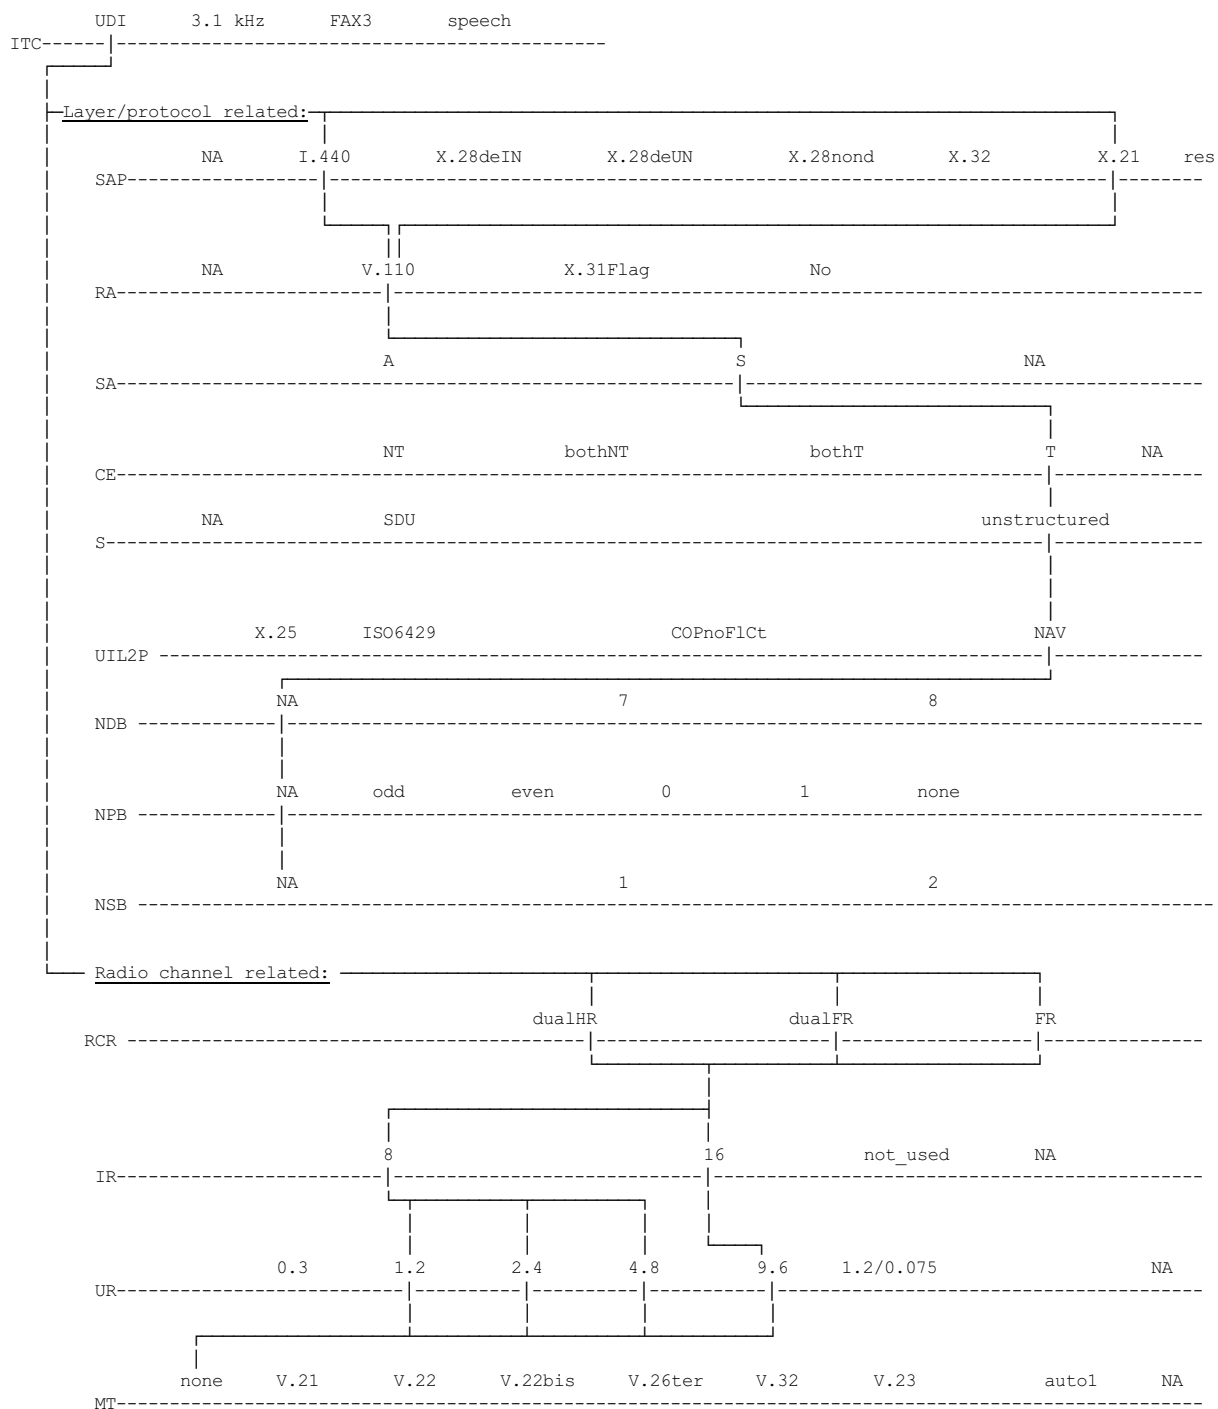 UDI 3.1 kHz FAX3 speech
ITC
Layer/protocol related:
NA I.440 X.28deIN X.28deUN X.28nond X.32 X.21 res
SAP
NA V.110 X.31Flag No
RA
A S NA
SA
NT bothNT bothT T NA
CE
NA SDU unstructured
S
X.25 ISO6429 COPnoFlCt NAV
UIL2P
NA 7 8
NDB
NA odd even 0 1 none
NPB
NA 1 2
NSB
Radio channel related:
dualHR dualFR FR
RCR
8 16 not_used NA
IR
0.3 1.2 2.4 4.8 9.6 1.2/0.075 NA
UR
none V.21 V.22 V.22bis V.26ter V.32 V.23 auto1 NA
MT